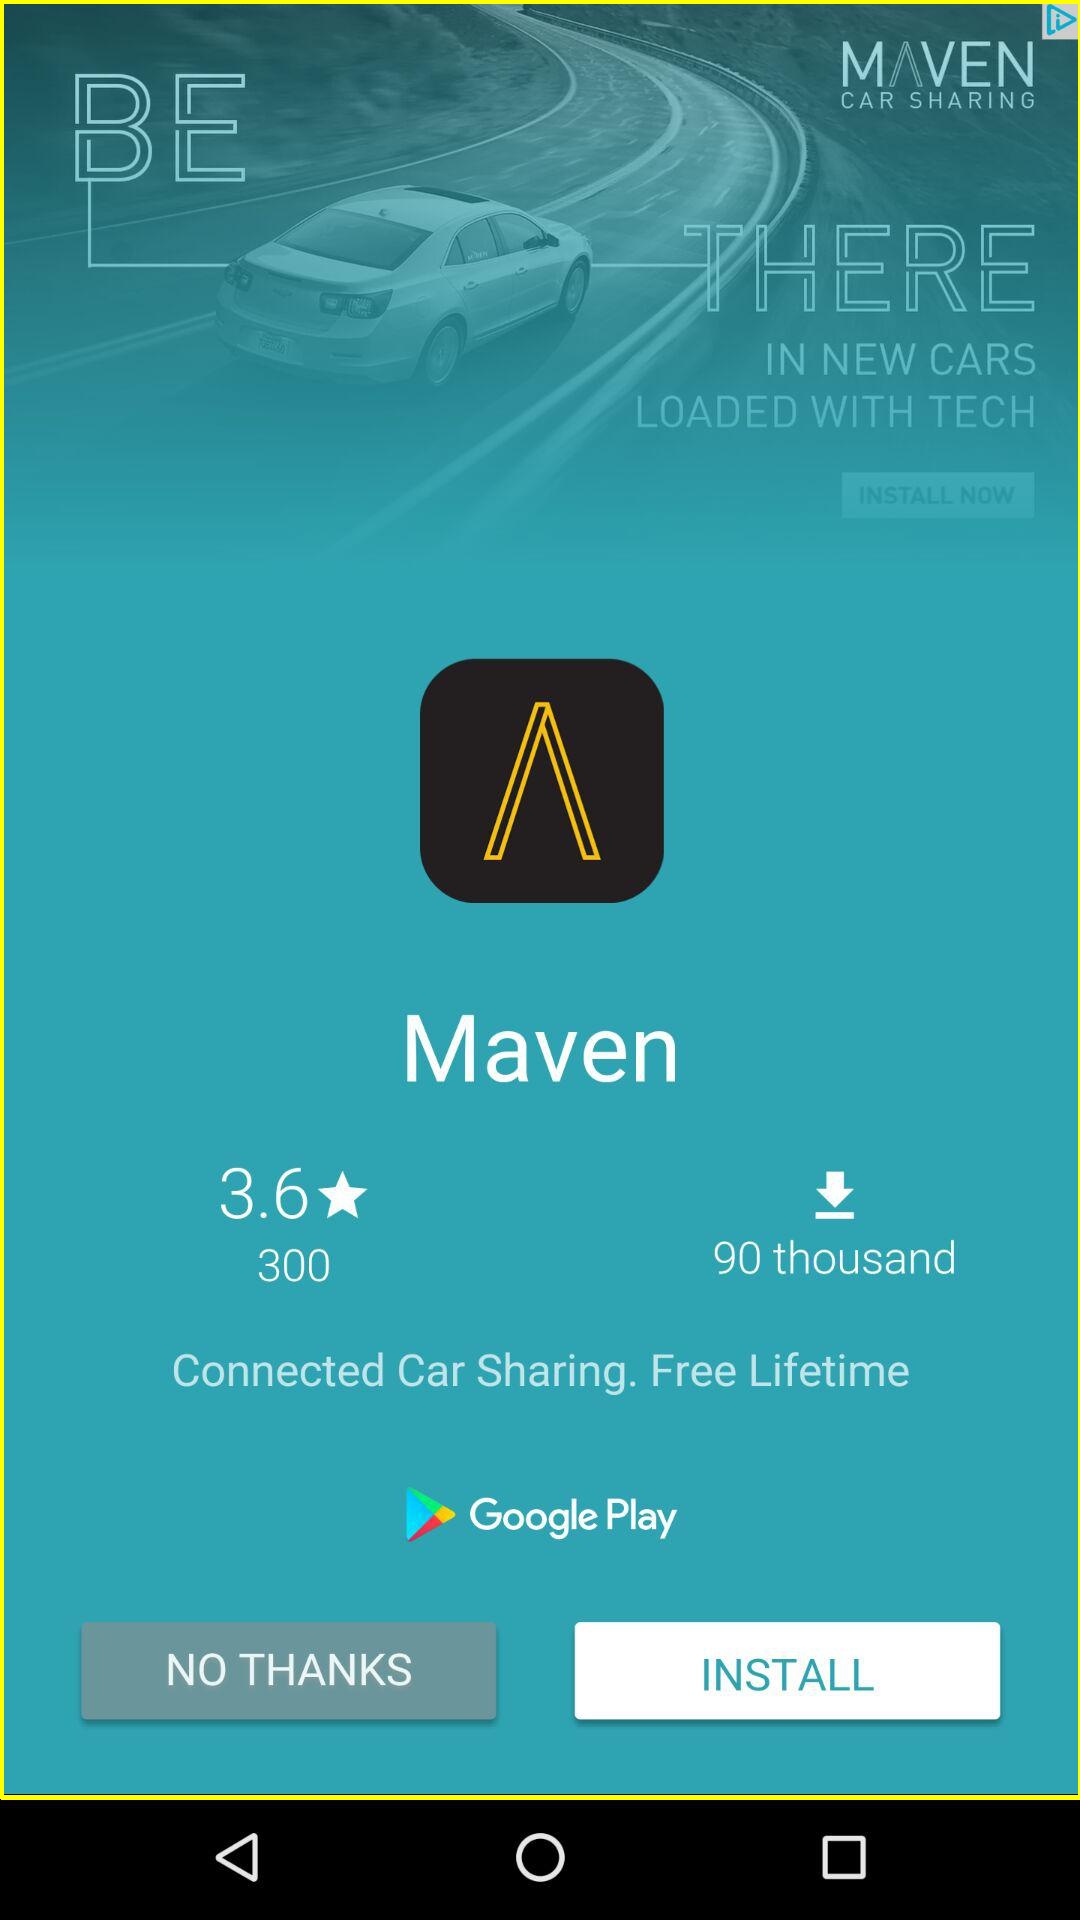 BE
MAVEN
CAR SHARING
THERE
IN NEW CARS
LOADED WITH TECH
INSTALL NOW
Maven
3.6
300
90 thousand
Connected Car Sharing. Free Lifetime
Google Play
NO THANKS
INSTALL